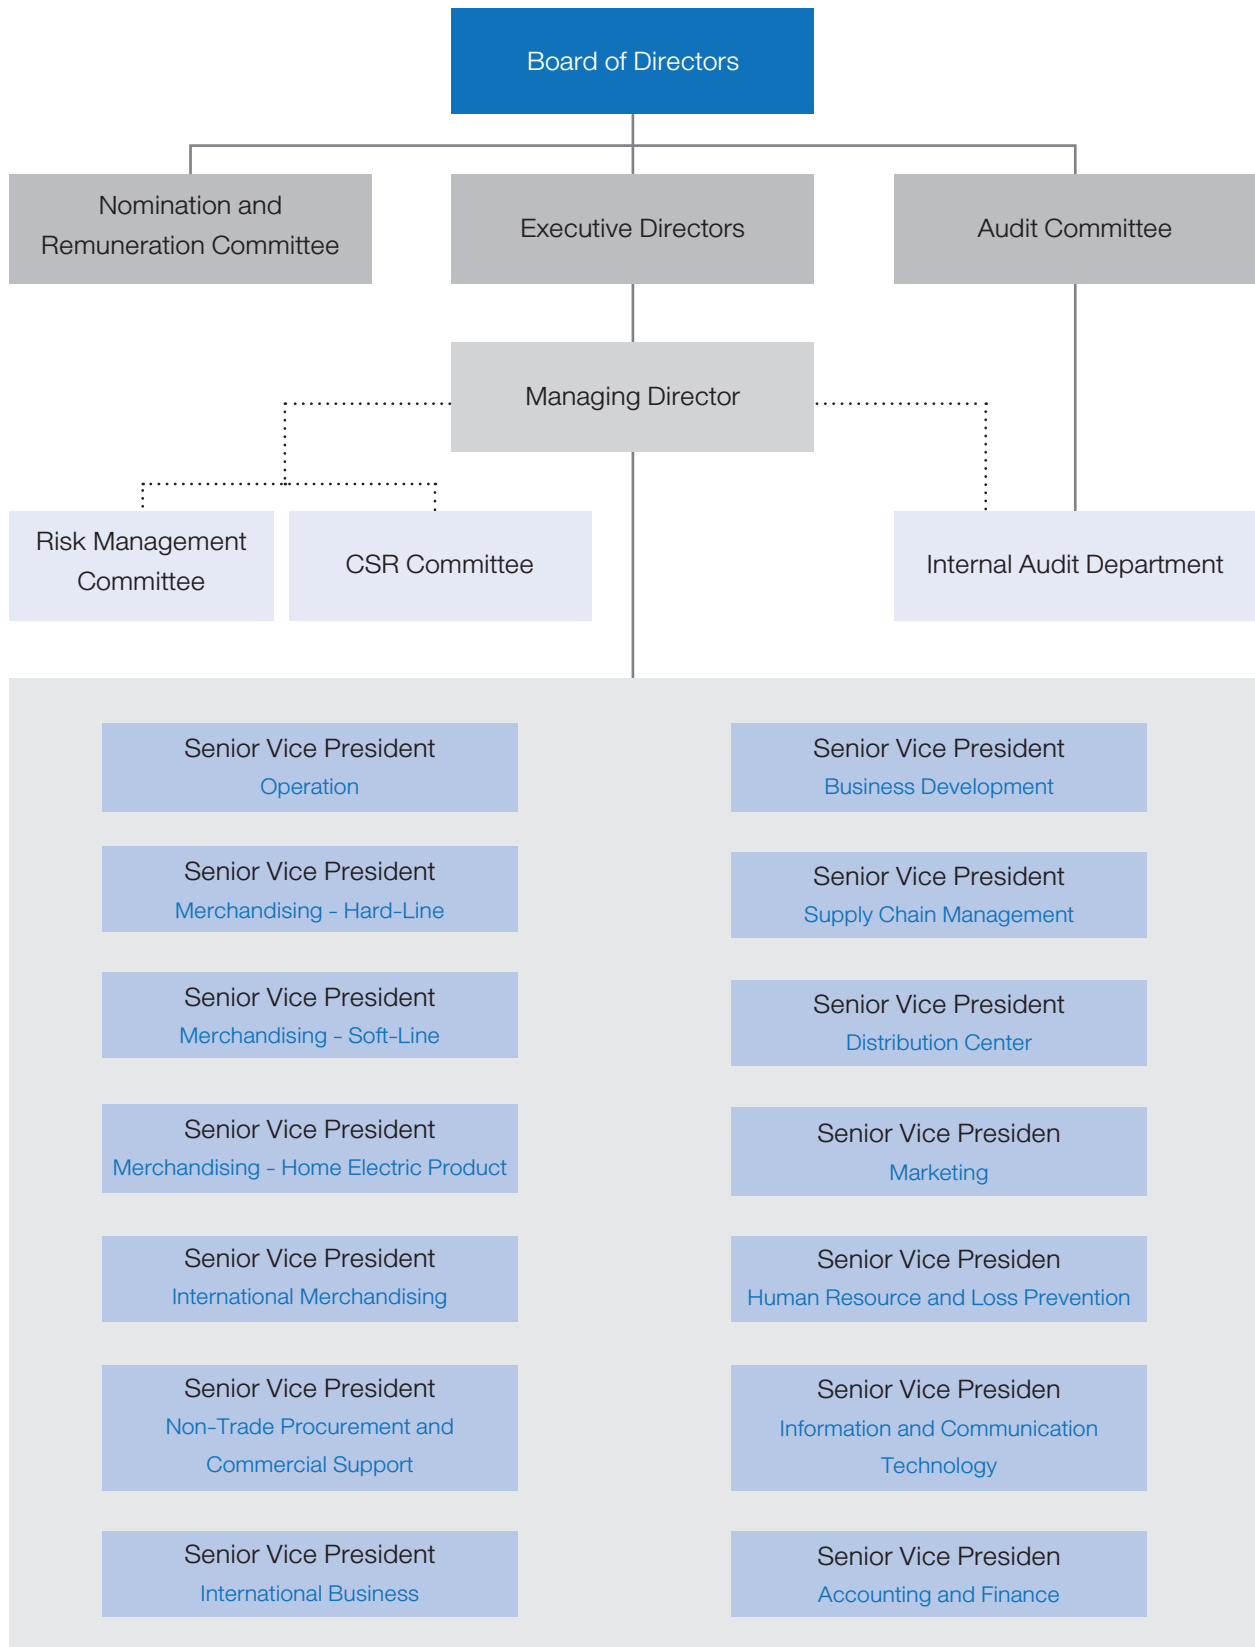 Board of Directors
Nomination and
Remuneration Committee
Executive Directors
Audit Committee
Managing Director
Risk Management
Committee
CSR Committee
Internal Audit Department
Senior Vice President
Operation
Senior Vice President
Merchandising - Hard-Line
Senior Vice President
Merchandising - Soft-Line
Senior Vice President
Merchandising - Home Electric Product
Senior Vice President
International Merchandising
Senior Vice President
Non-Trade Procurement and
Commercial Support
Senior Vice President
International Business
Senior Vice President
Business Development
Senior Vice President
Supply Chain Management
Senior Vice President
Distribution Center
Senior Vice Presiden
Marketing
Senior Vice Presiden
Human Resource and Loss Prevention
Senior Vice Presiden
Information and Communication
Technology
Senior Vice Presiden
Accounting and Finance